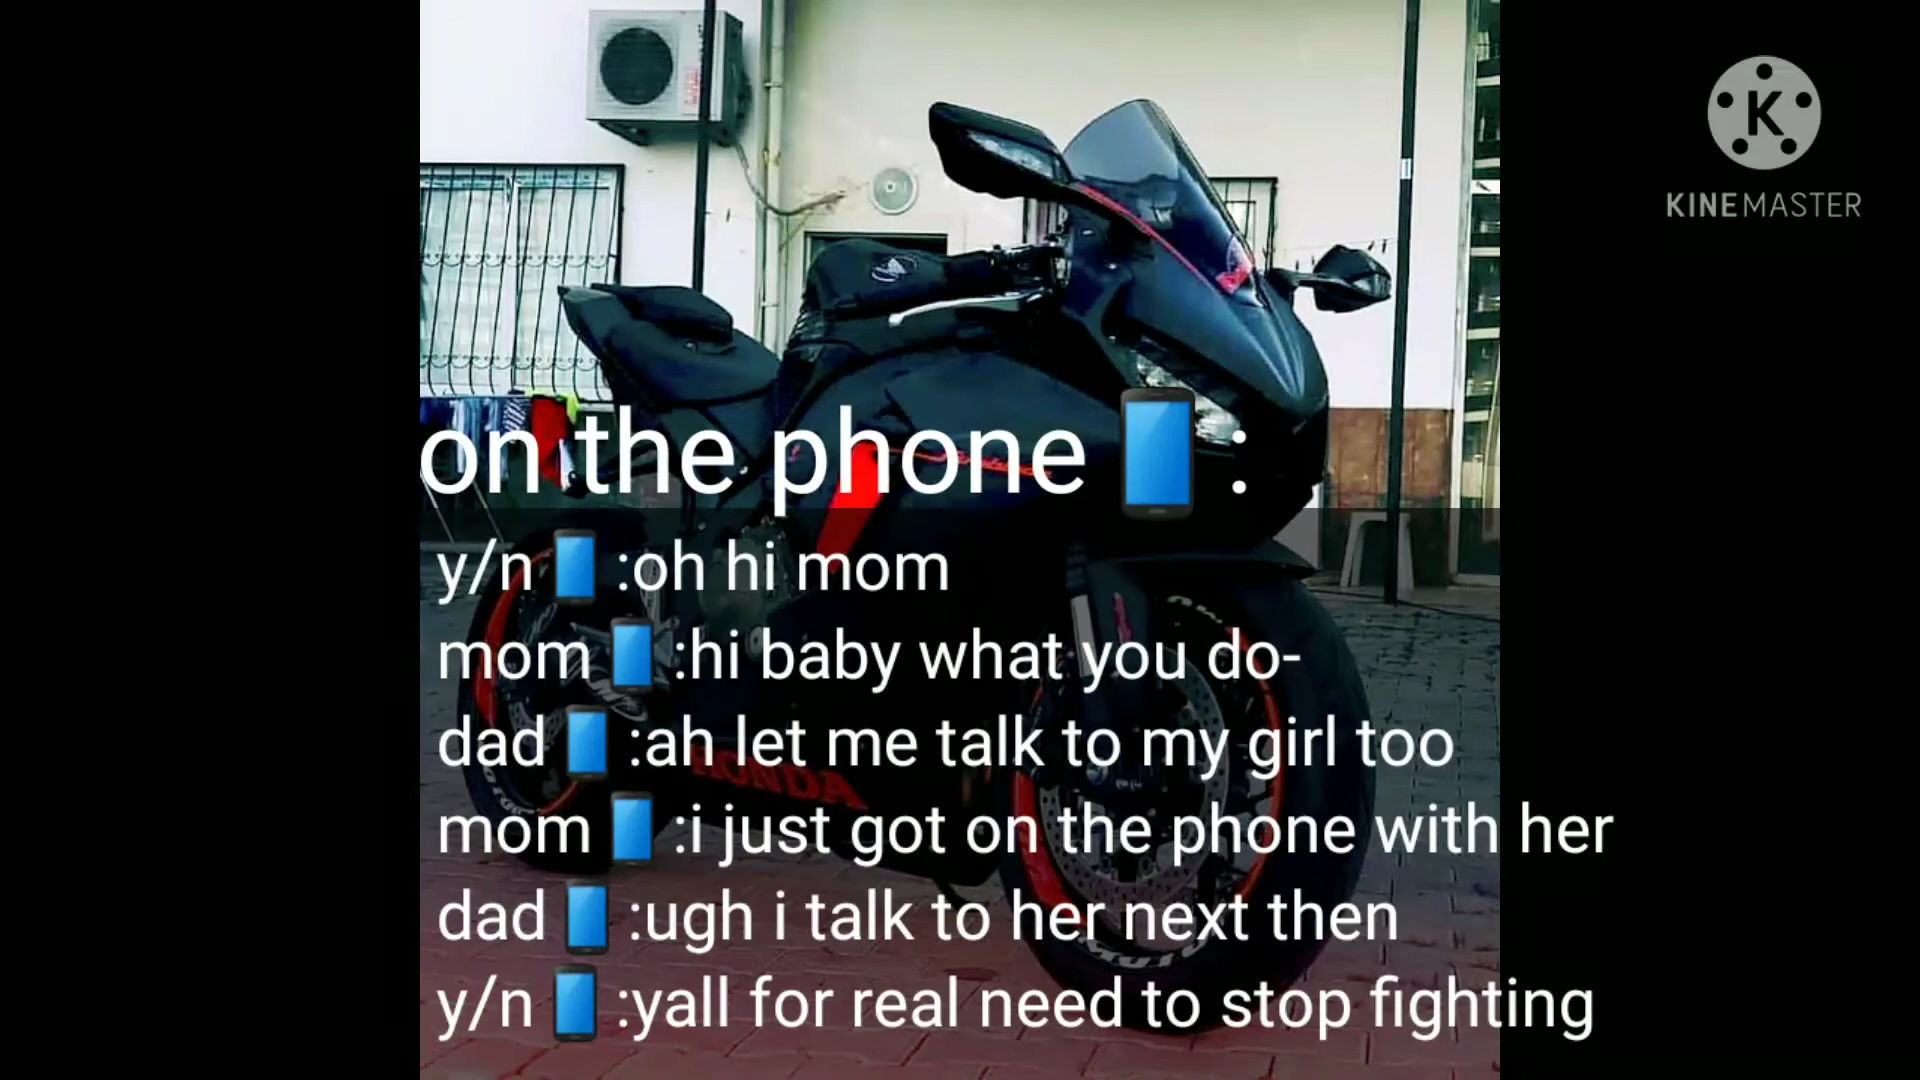 K
KINEMASTER
on the phone 📱 :
y/n 📱 :oh hi mom
mom 📱 :hi baby what you do-
dad 📱 :ah let me talk to my girl too
HONDA
mom 📱 :i just got on the phone with her
dad 📱 :ugh i talk to her next then
y/n 📱 :yall for real need to stop fighting